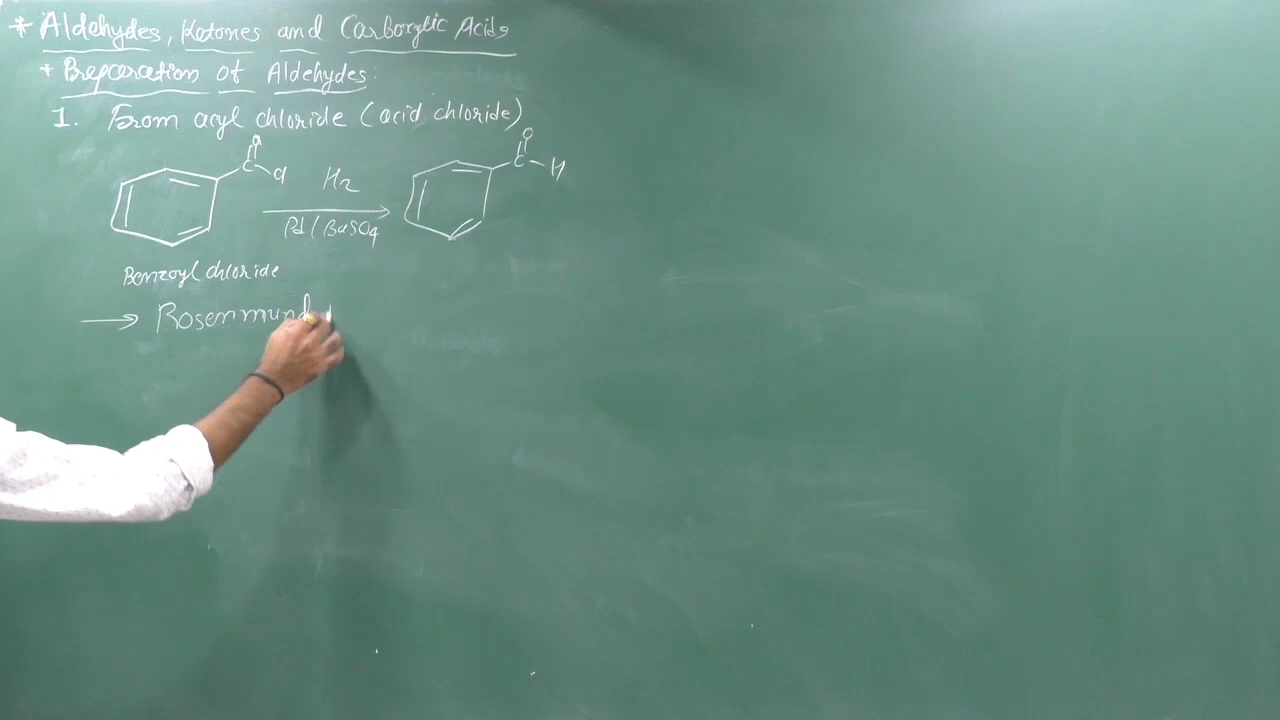 * Aldehydes, Ketones and Carboxylic Acids
+ Preparation of Aldehydes:
1. From acyl chloride (acid chloride)
O
C
Cl
H2
Pd/BaSO4
O
C
H
Benzoyl chloride
→ Rosenmund